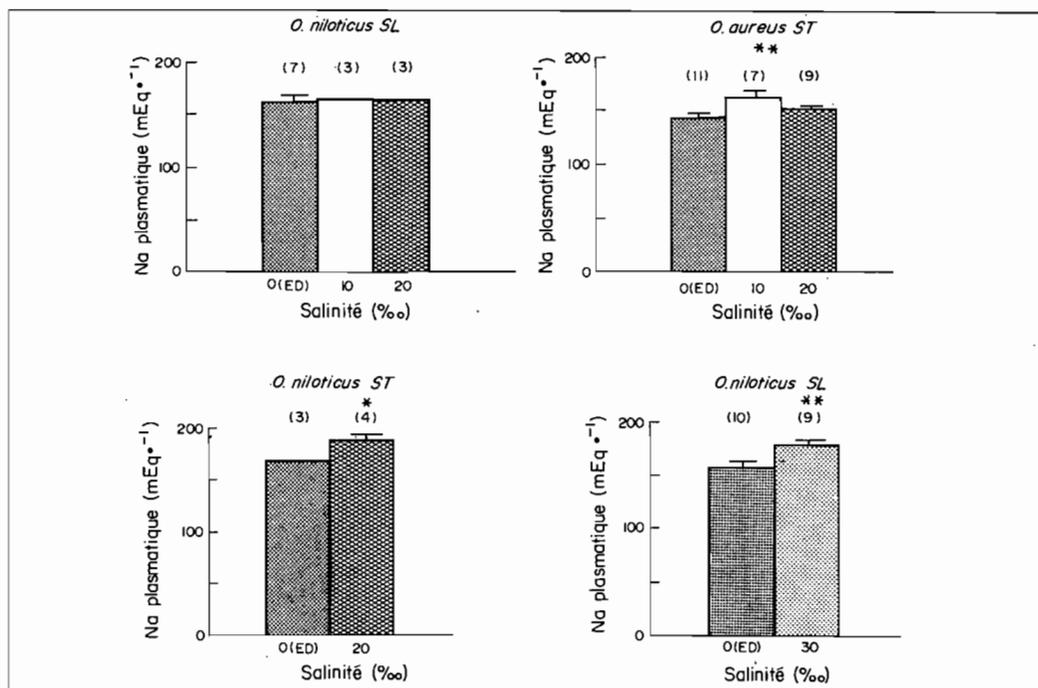 O. niloticus SL
200
(7) (3) (3)
100
0
Na plasmatique (mEq•⁻¹)
0(ED) 10 20
Salinité (‰)
O. aureus ST
**
200
(11) (7) (9)
100
0
Na plasmatique (mEq•⁻¹)
0(ED) 10 20
Salinité (‰)
O. niloticus ST
*
(3) (4)
200
100
0
Na plasmatique (mEq•⁻¹)
0(ED) 20
Salinité (‰)
O. niloticus SL
**
(10) (9)
200
100
0
Na plasmatique (mEq•⁻¹)
0(ED) 30
Salinité (‰)